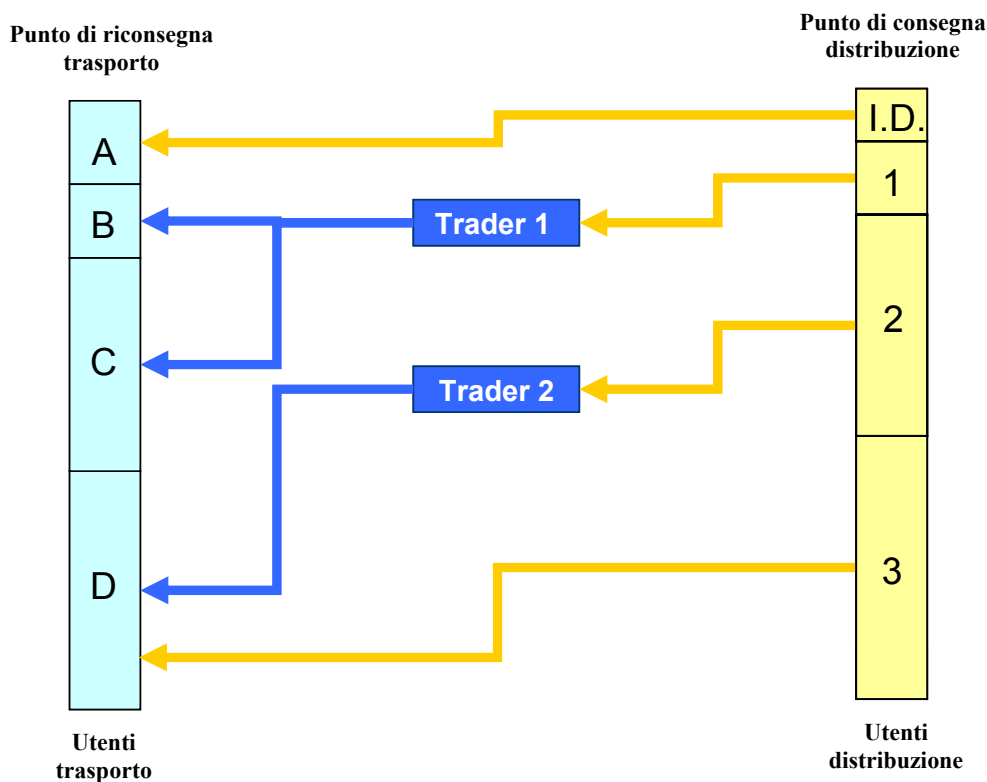 Punto di riconsegna
trasporto
Punto di consegna
distribuzione
A
B
C
D
Trader 1
Trader 2
I.D.
1
2
3
Utenti
trasporto
Utenti
distribuzione